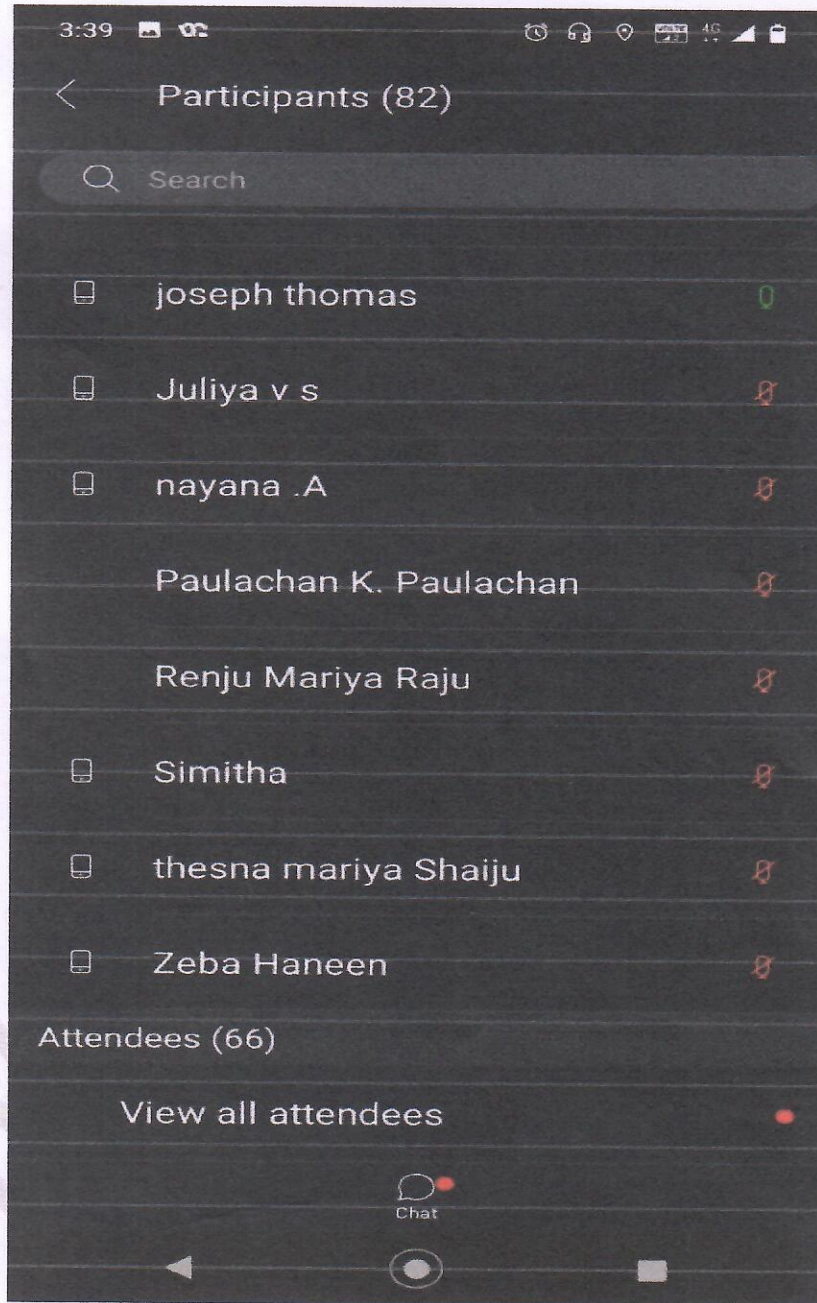 3:39
4G
Participants (82)
Search
joseph thomas
Juliya v s
nayana .A
Paulachan K. Paulachan
Renju Mariya Raju
Simitha
thesna mariya Shaiju
Zeba Haneen
Attendees (66)
View all attendees
Chat